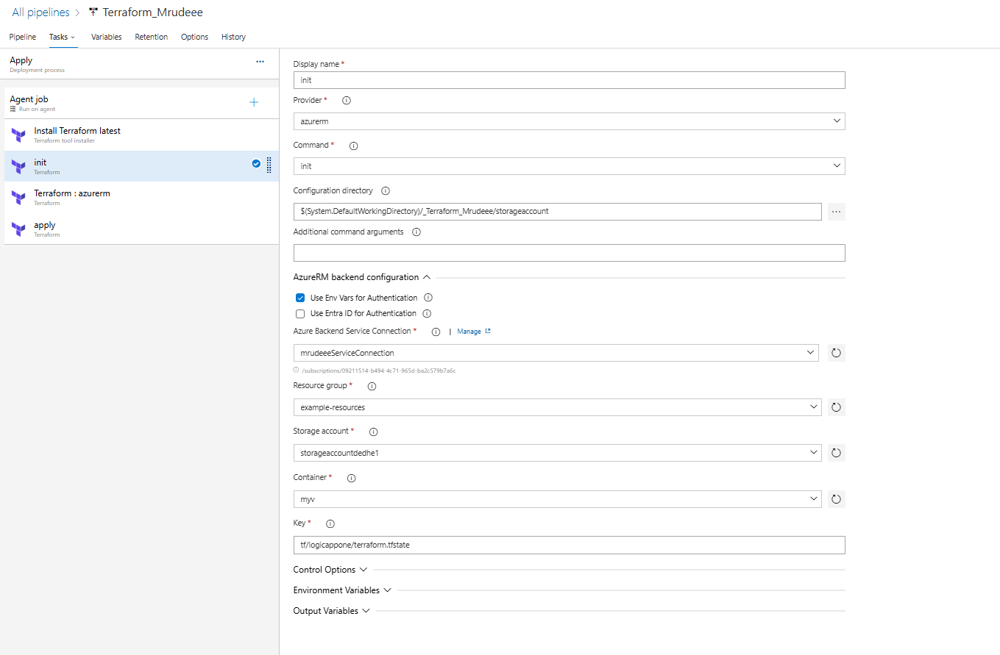 All pipelines > Terraform_Mrudeee
Pipeline Tasks Variables Retention Options History
Apply
Deployment process
Agent job
Run on agent
Install Terraform latest
Terraform tool installer
init
Terraform
Terraform : azurerm
Terraform
apply
Terraform
Display name *
init
Provider *
azurerm
Command *
init
Configuration directory
$(System.DefaultWorkingDirectory)/_Terraform_Mrudeee/storageaccount
Additional command arguments
AzureRM backend configuration
Use Env Vars for Authentication
Use Entra ID for Authentication
Azure Backend Service Connection * | Manage
mrudeeeServiceConnection
/subscriptions/09211514-b494-4c71-965d-ba2c579b7a6c
Resource group *
example-resources
Storage account *
storageaccountdedhe1
Container *
myv
Key *
tf/logicappone/terraform.tfstate
Control Options
Environment Variables
Output Variables